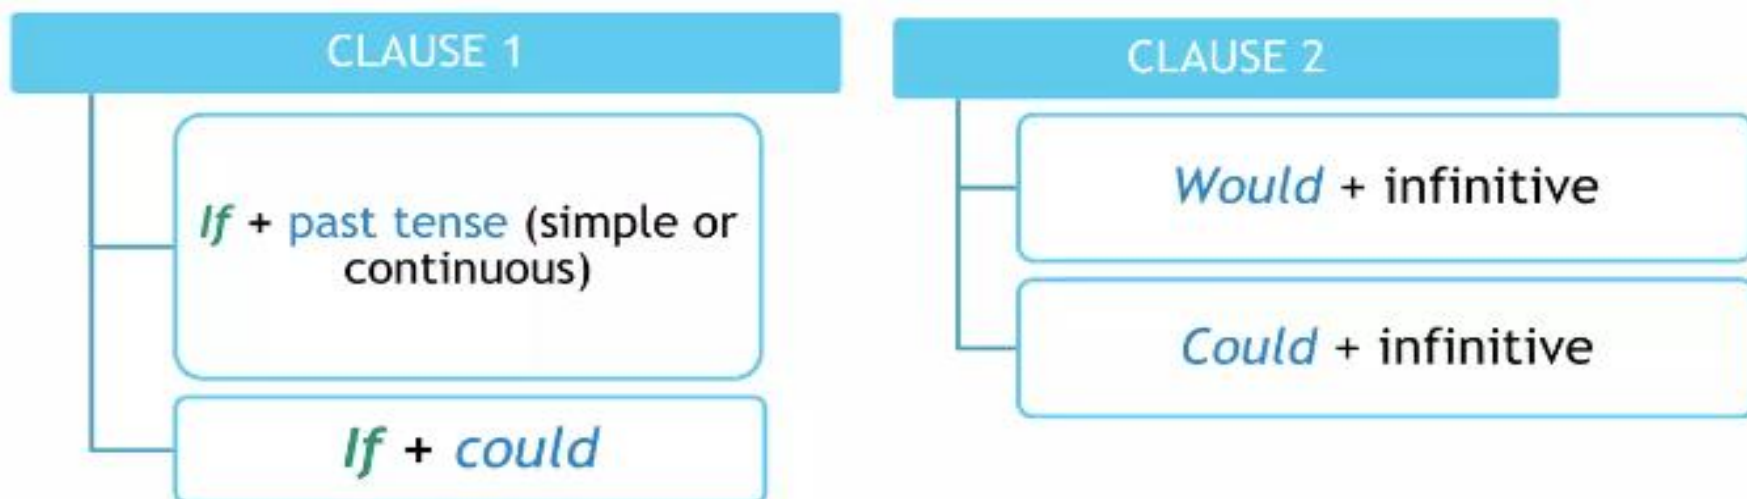 CLAUSE 1
If + past tense (simple or
continuous)
If + could
CLAUSE 2
Would + infinitive
Could + infinitive